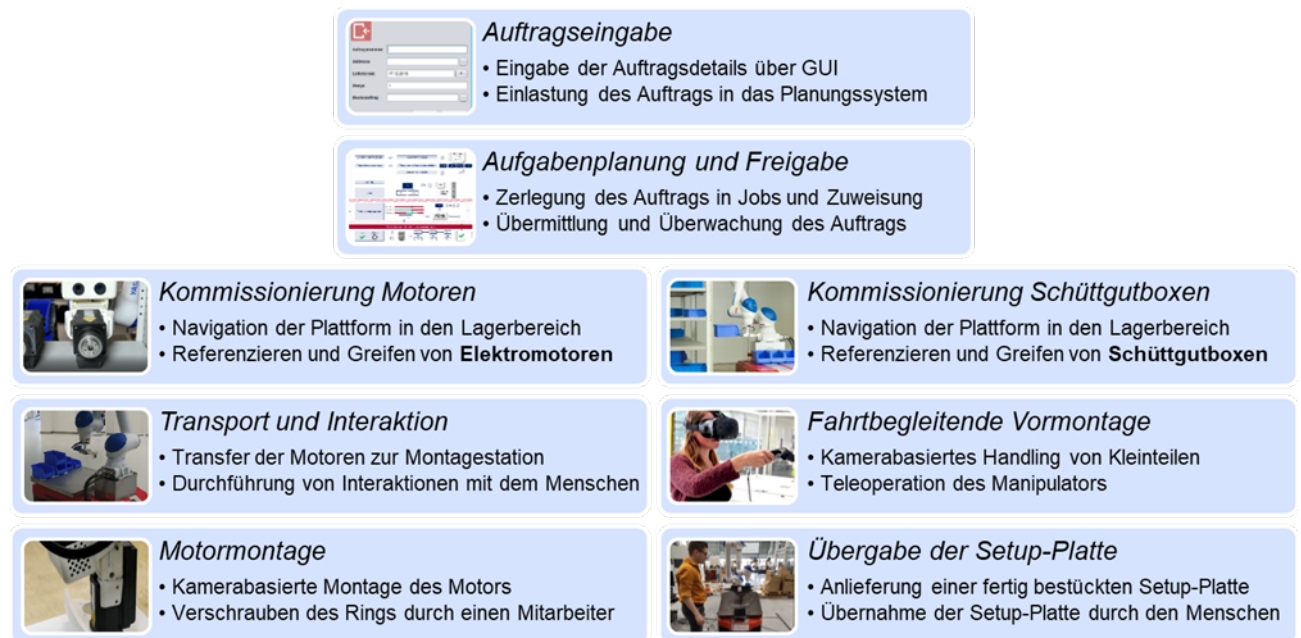 Auftragseingabe
• Eingabe der Auftragsdetails über GUI
• Einlastung des Auftrags in das Planungssystem
Aufgabenplanung und Freigabe
• Zerlegung des Auftrags in Jobs und Zuweisung
• Übermittlung und Überwachung des Auftrags
Kommissionierung Motoren
• Navigation der Plattform in den Lagerbereich
• Referenzieren und Greifen von Elektromotoren
Kommissionierung Schüttgutboxen
• Navigation der Plattform in den Lagerbereich
• Referenzieren und Greifen von Schüttgutboxen
Transport und Interaktion
• Transfer der Motoren zur Montagestation
• Durchführung von Interaktionen mit dem Menschen
Fahrtbegleitende Vormontage
• Kamerabasiertes Handling von Kleinteilen
• Teleoperation des Manipulators
Motormontage
• Kamerabasierte Montage des Motors
• Verschrauben des Rings durch einen Mitarbeiter
Übergabe der Setup-Platte
• Anlieferung einer fertig bestückten Setup-Platte
• Übernahme der Setup-Platte durch den Menschen